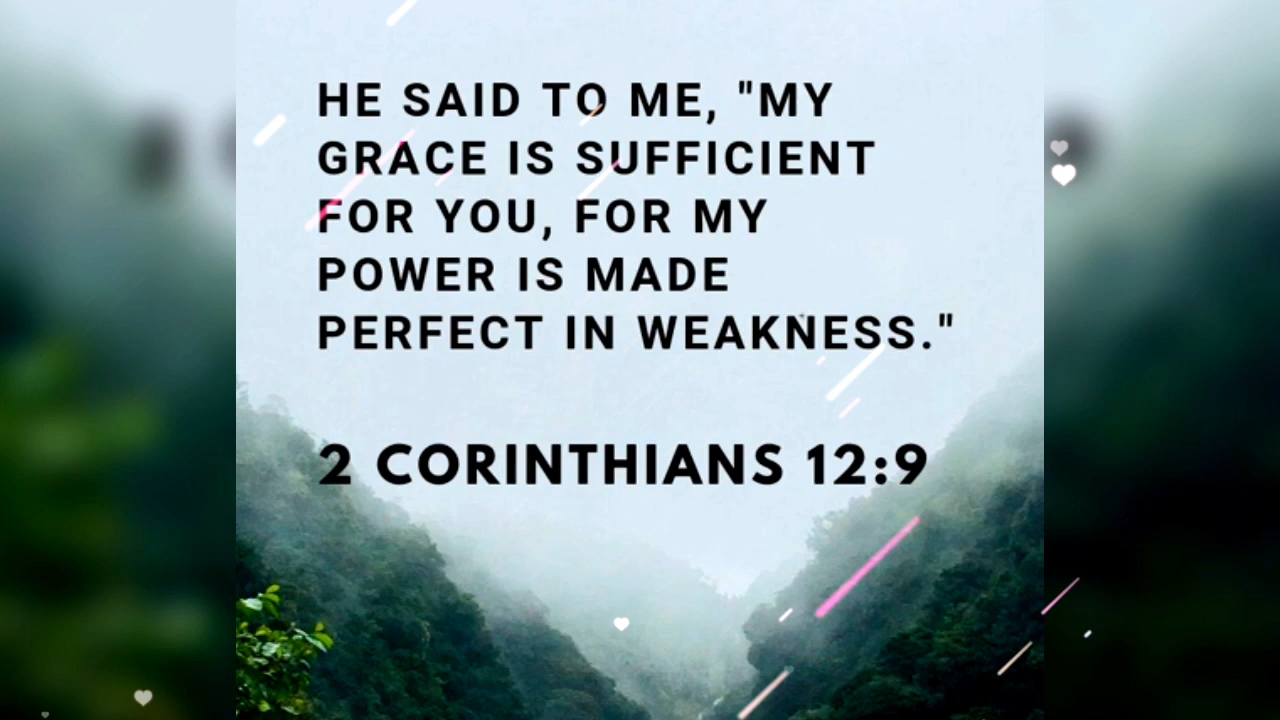 HE SAID TO ME, "MY
GRACE IS SUFFICIENT
FOR YOU, FOR MY
POWER IS MADE
PERFECT IN WEAKNESS."
2 CORINTHIANS 12:9